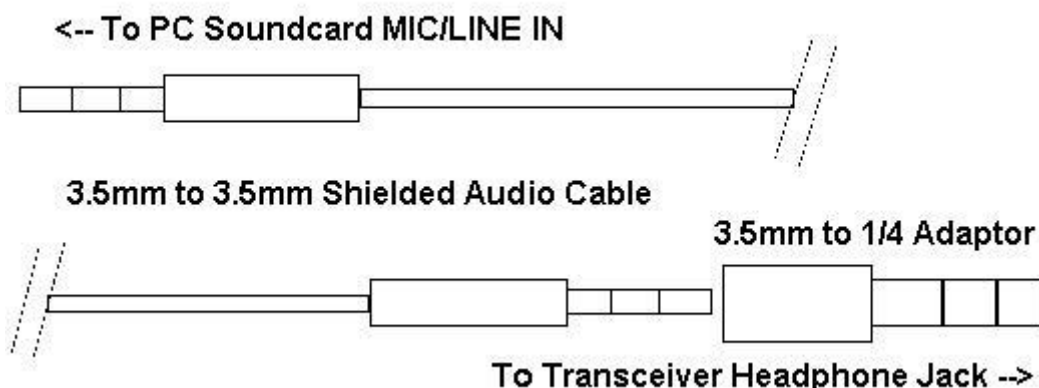 <-- To PC Soundcard MIC/LINE IN
3.5mm to 3.5mm Shielded Audio Cable
3.5mm to 1/4 Adaptor
To Transceiver Headphone Jack -->